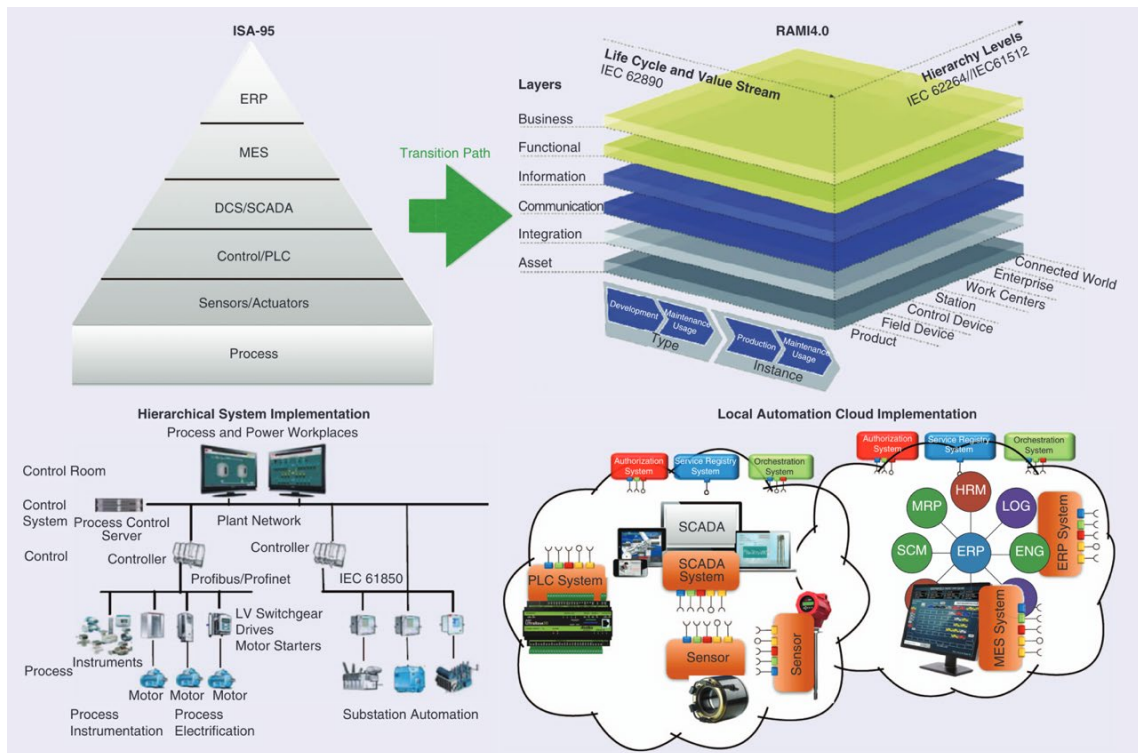 ISA-95
ERP
MES
DCS/SCADA
Control/PLC
Sensors/Actuators
Process
Transition Path
RAMI4.0
Life Cycle and Value Stream
IEC 62890
Hierarchy Levels
IEC 62264//IEC61512
Layers
Business
Functional
Information
Communication
Integration
Asset
Connected World
Enterprise
Work Centers
Station
Control Device
Field Device
Product
Development
Maintenance
Usage
Type
Production
Maintenance
Usage
Instance
Hierarchical System Implementation
Process and Power Workplaces
Control Room
Control
System
Process Control
Server
Plant Network
Control
Controller
Controller
Profibus/Profinet
IEC 61850
LV Switchgear
Drives
Motor Starters
Instruments
Process
Motor
Motor
Motor
Process
Instrumentation
Process
Electrification
Substation Automation
Local Automation Cloud Implementation
Authorization
System
Service Registry
System
Orchestration
System
SCADA
SCADA
System
PLC System
Sensor
Sensor
Authorization
System
Service Registry
System
Orchestration
System
HRM
MRP
LOG
SCM
ERP
ENG
ERP System
MES System